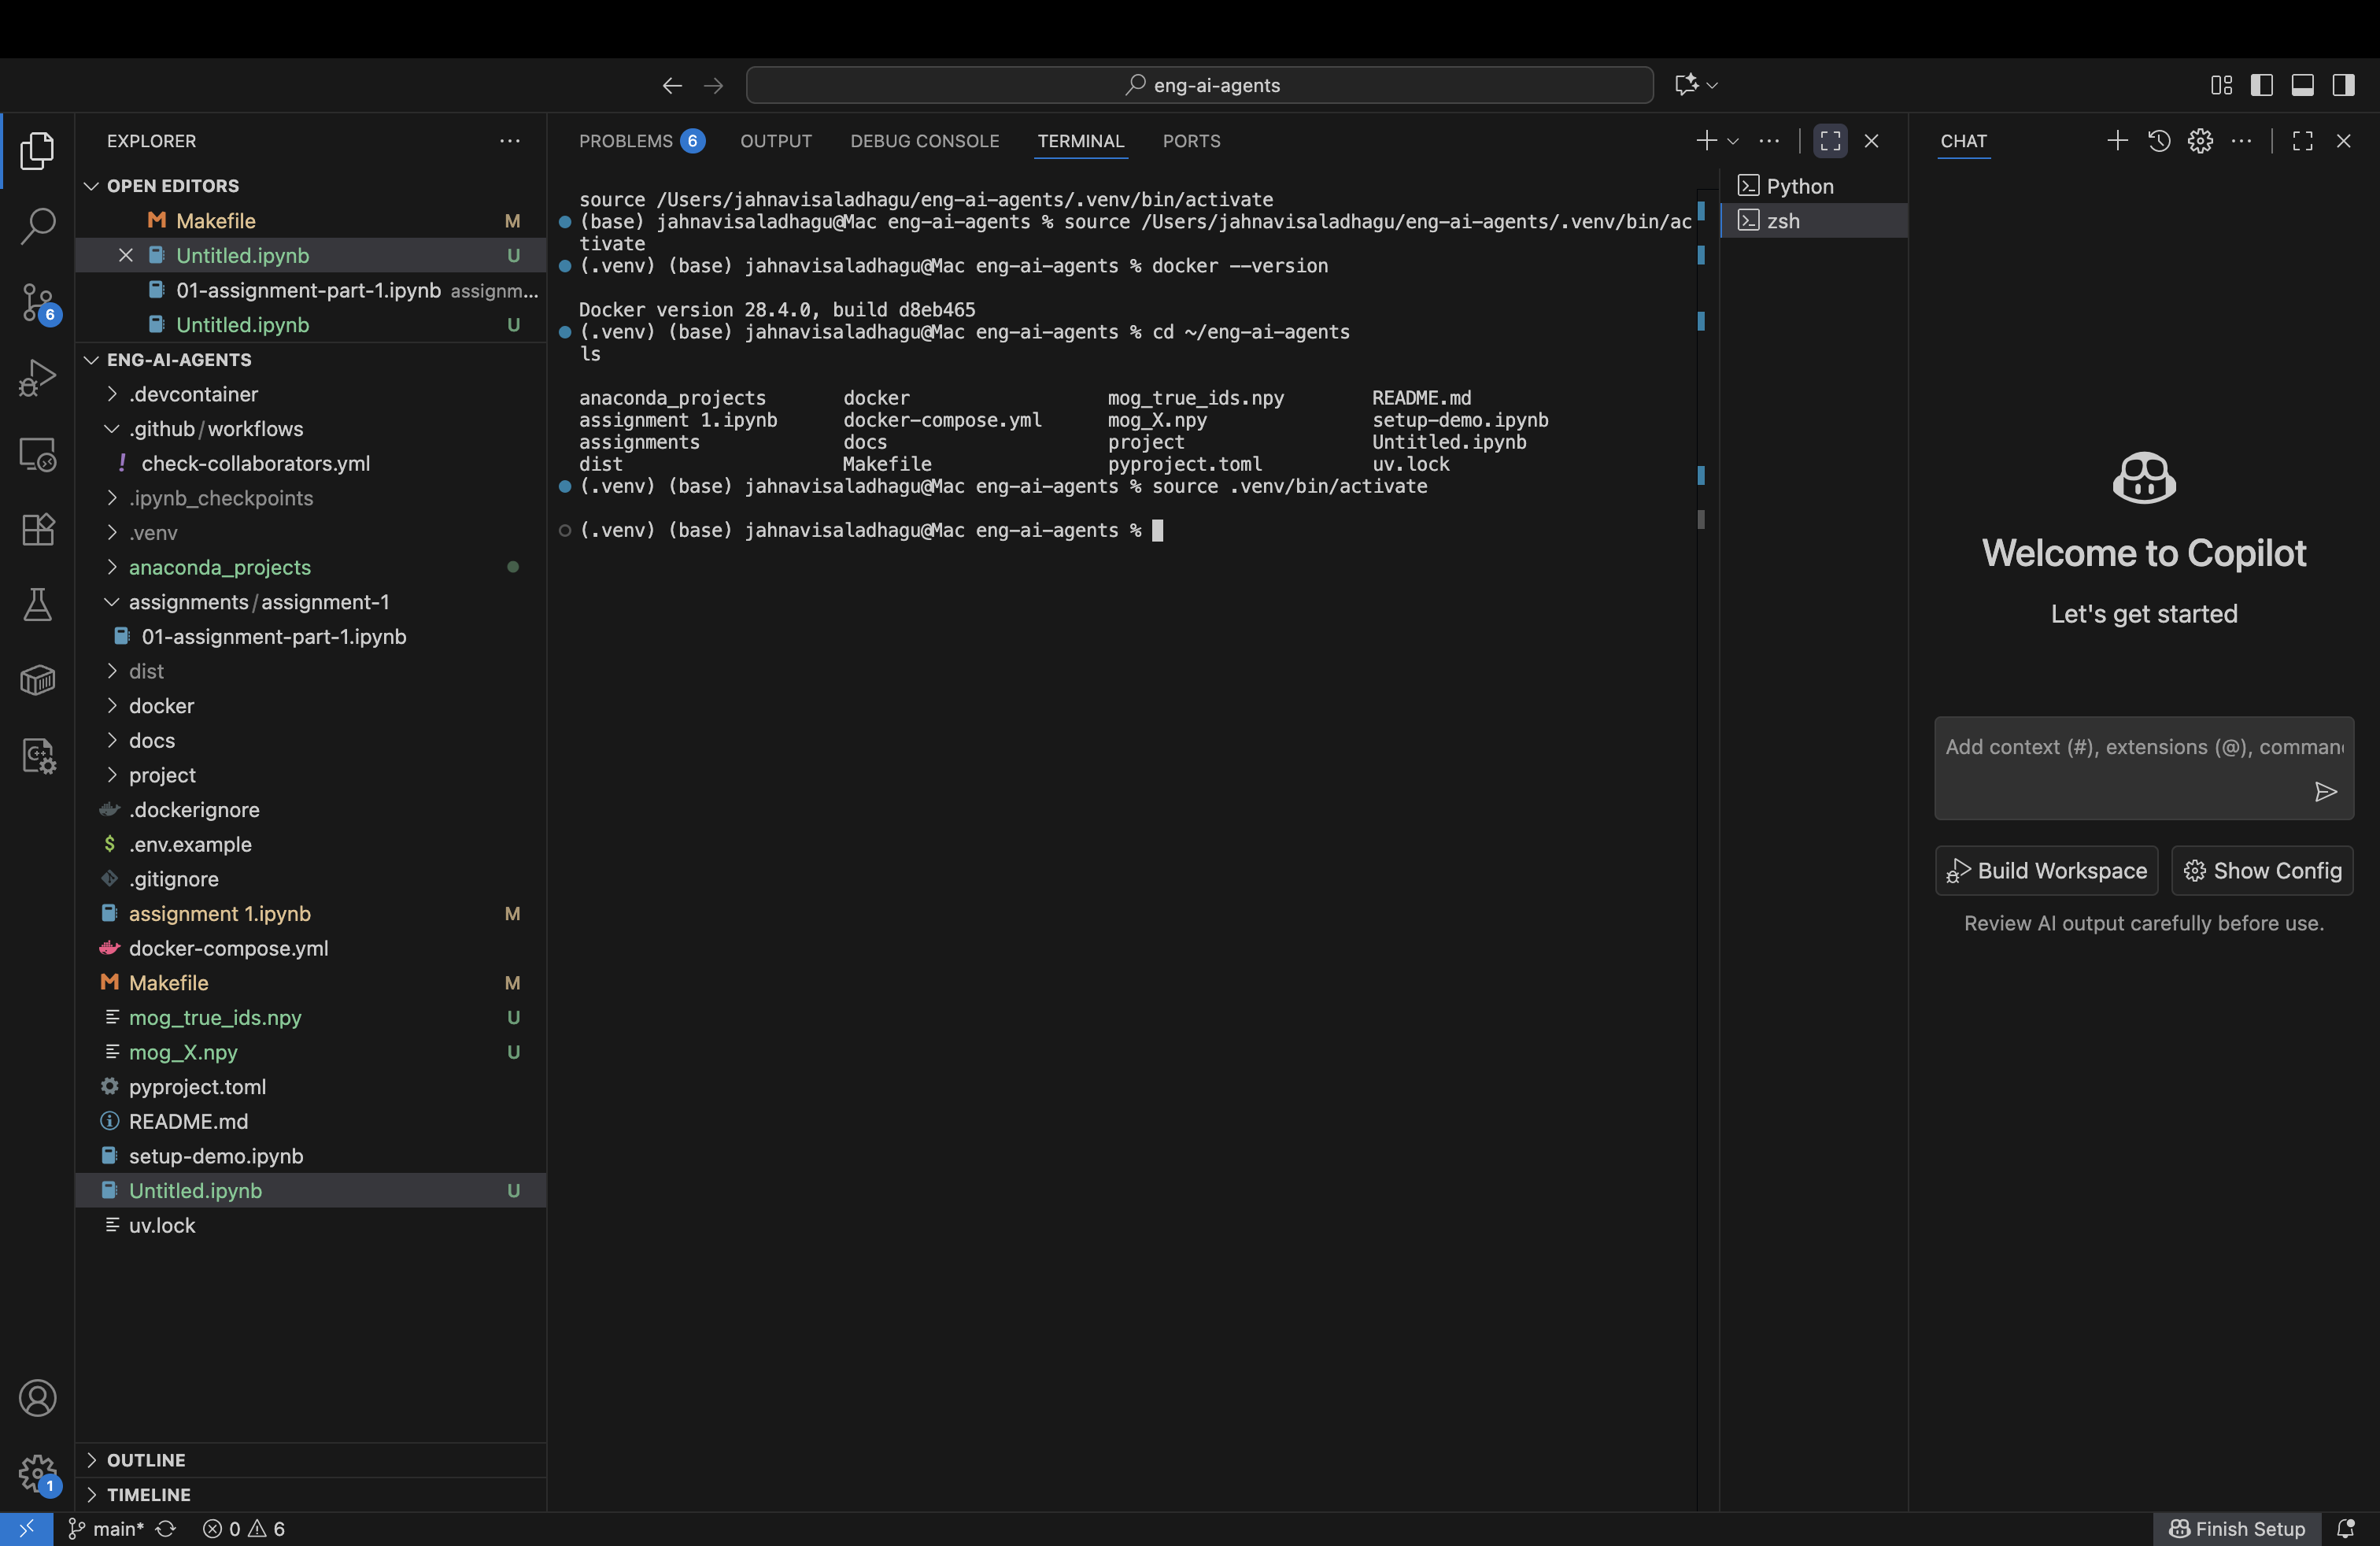 eng-ai-agents
EXPLORER
OPEN EDITORS
Makefile M
Untitled.ipynb U
01-assignment-part-1.ipynb assignm...
Untitled.ipynb U
ENG-AI-AGENTS
.devcontainer
.github/workflows
! check-collaborators.yml
.ipynb_checkpoints
.venv
anaconda_projects
assignments/assignment-1
01-assignment-part-1.ipynb
dist
docker
docs
project
.dockerignore
$ .env.example
.gitignore
assignment 1.ipynb M
docker-compose.yml
M Makefile M
mog_true_ids.npy U
mog_X.npy U
pyproject.toml
README.md
setup-demo.ipynb
Untitled.ipynb U
uv.lock
OUTLINE
TIMELINE
6
1
PROBLEMS 6 OUTPUT DEBUG CONSOLE TERMINAL PORTS
source /Users/jahnavisaladhagu/eng-ai-agents/.venv/bin/activate
(base) jahnavisaladhagu@Mac eng-ai-agents % source /Users/jahnavisaladhagu/eng-ai-agents/.venv/bin/ac
tivate
(.venv) (base) jahnavisaladhagu@Mac eng-ai-agents % docker --version
Docker version 28.4.0, build d8eb465
(.venv) (base) jahnavisaladhagu@Mac eng-ai-agents % cd ~/eng-ai-agents
ls
anaconda_projects docker mog_true_ids.npy README.md
assignment 1.ipynb docker-compose.yml mog_X.npy setup-demo.ipynb
assignments docs project Untitled.ipynb
dist Makefile pyproject.toml uv.lock
(.venv) (base) jahnavisaladhagu@Mac eng-ai-agents % source .venv/bin/activate
(.venv) (base) jahnavisaladhagu@Mac eng-ai-agents %
Python
zsh
CHAT
Welcome to Copilot
Let's get started
Add context (#), extensions (@), comman
Build Workspace Show Config
Review AI output carefully before use.
main* 0 6
Finish Setup